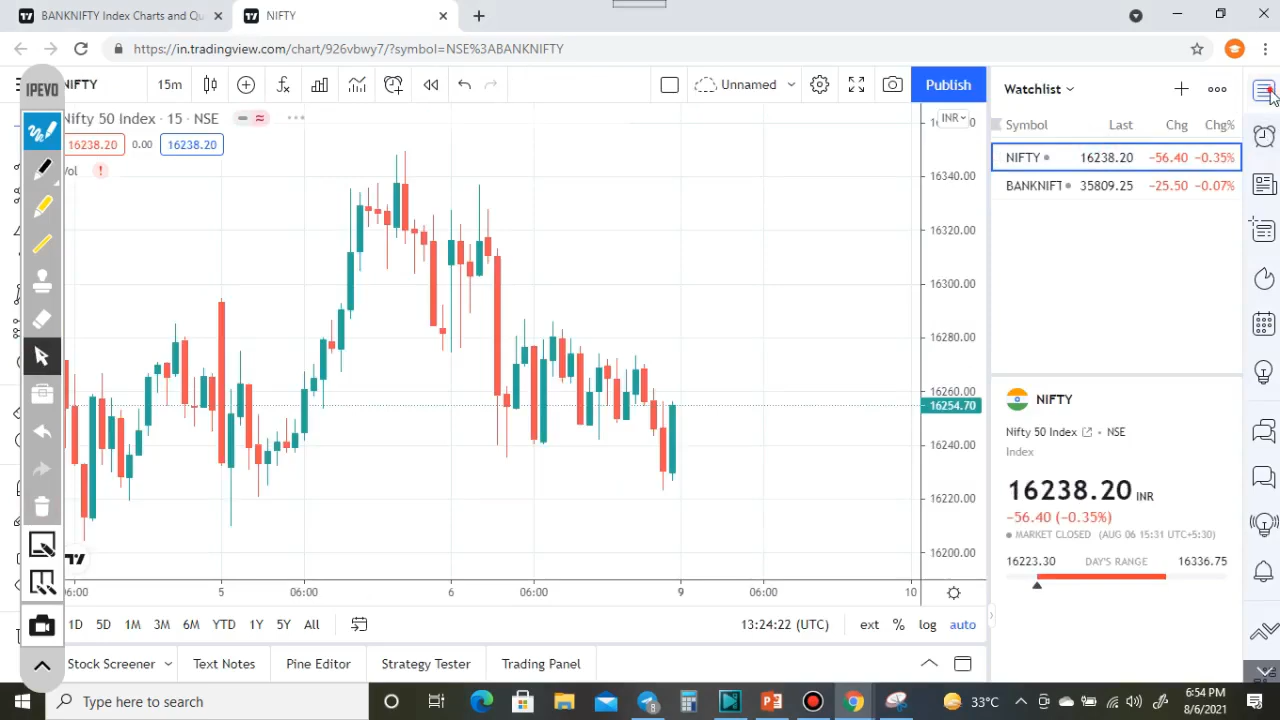 BANKNIFTY Index Charts and Qu
NIFTY
https://in.tradingview.com/chart/926vbwy7/?symbol=NSE%3ABANKNIFTY
IPEVO
NIFTY
15m
Unnamed
Publish
Nifty 50 Index · 15 · NSE
16238.20
0.00
16238.20
Vol
INR
16340.00
16320.00
16300.00
16280.00
16260.00
16254.70
16240.00
16220.00
16200.00
06:00
5
06:00
6
06:00
9
06:00
10
1D
5D
1M
3M
6M
YTD
1Y
5Y
All
13:24:22 (UTC)
ext
%
log
auto
Stock Screener
Text Notes
Pine Editor
Strategy Tester
Trading Panel
Watchlist
Symbol Last Chg Chg%
NIFTY 16238.20 −56.40 −0.35%
BANKNIFT 35809.25 −25.50 −0.07%
NIFTY
Nifty 50 Index • NSE
Index
16238.20 INR
−56.40 (−0.35%)
MARKET CLOSED (AUG 06 15:31 UTC+5:30)
16223.30 DAY'S RANGE 16336.75
Type here to search
33°C
6:54 PM
8/6/2021